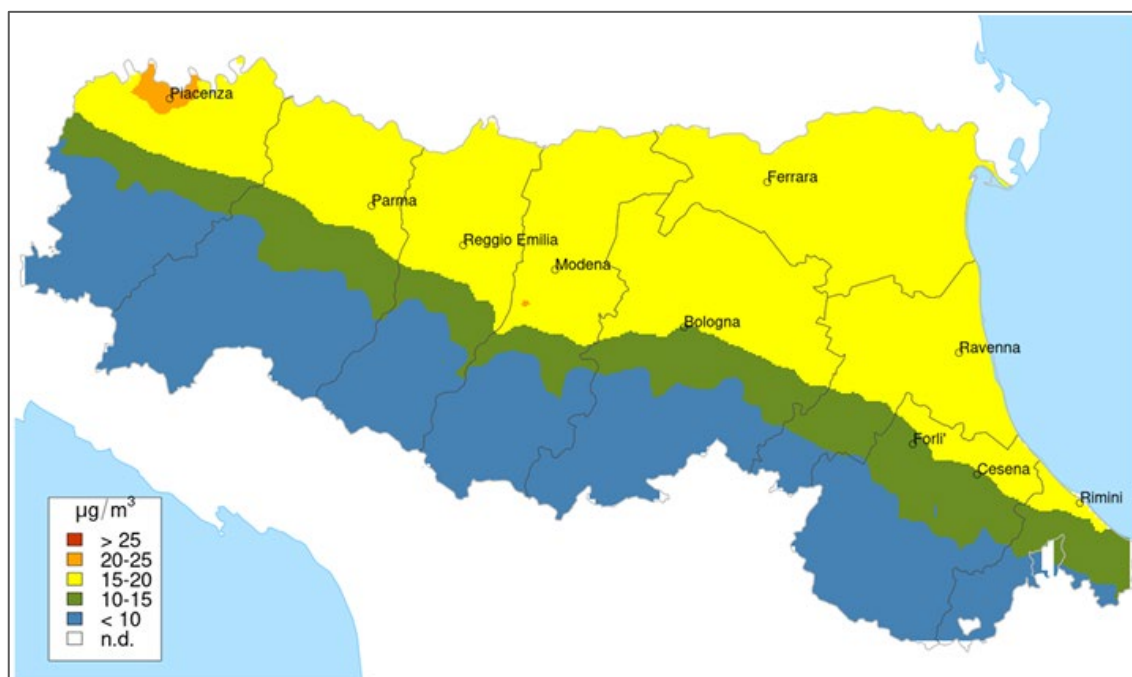 Piacenza
Ferrara
Parma
Reggio Emilia
Modena
Bologna
Ravenna
Forli'
Cesena
Rimini
µg/m³
> 25
20-25
15-20
10-15
< 10
n.d.